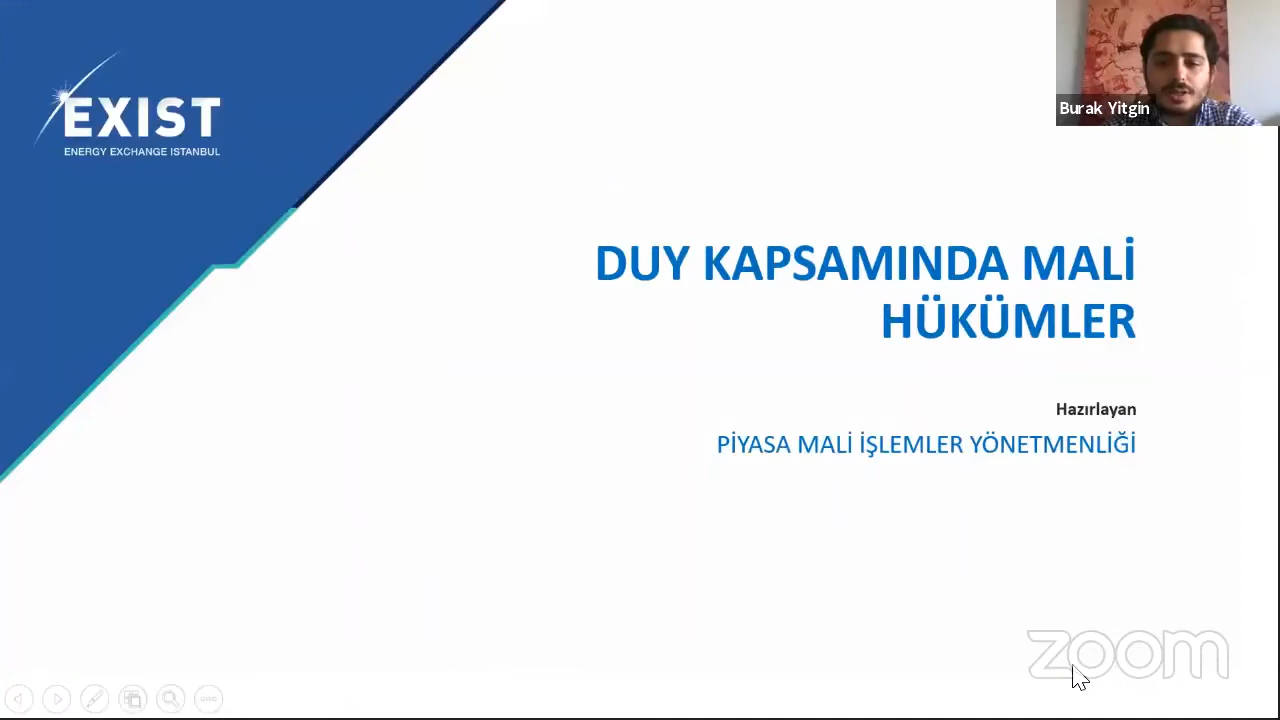 EXIST
ENERGY EXCHANGE ISTANBUL
Burak Yitgin
DUY KAPSAMINDA MALİ
HÜKÜMLER
Hazırlayan
PİYASA MALİ İŞLEMLER YÖNETMENLİĞİ
zoom